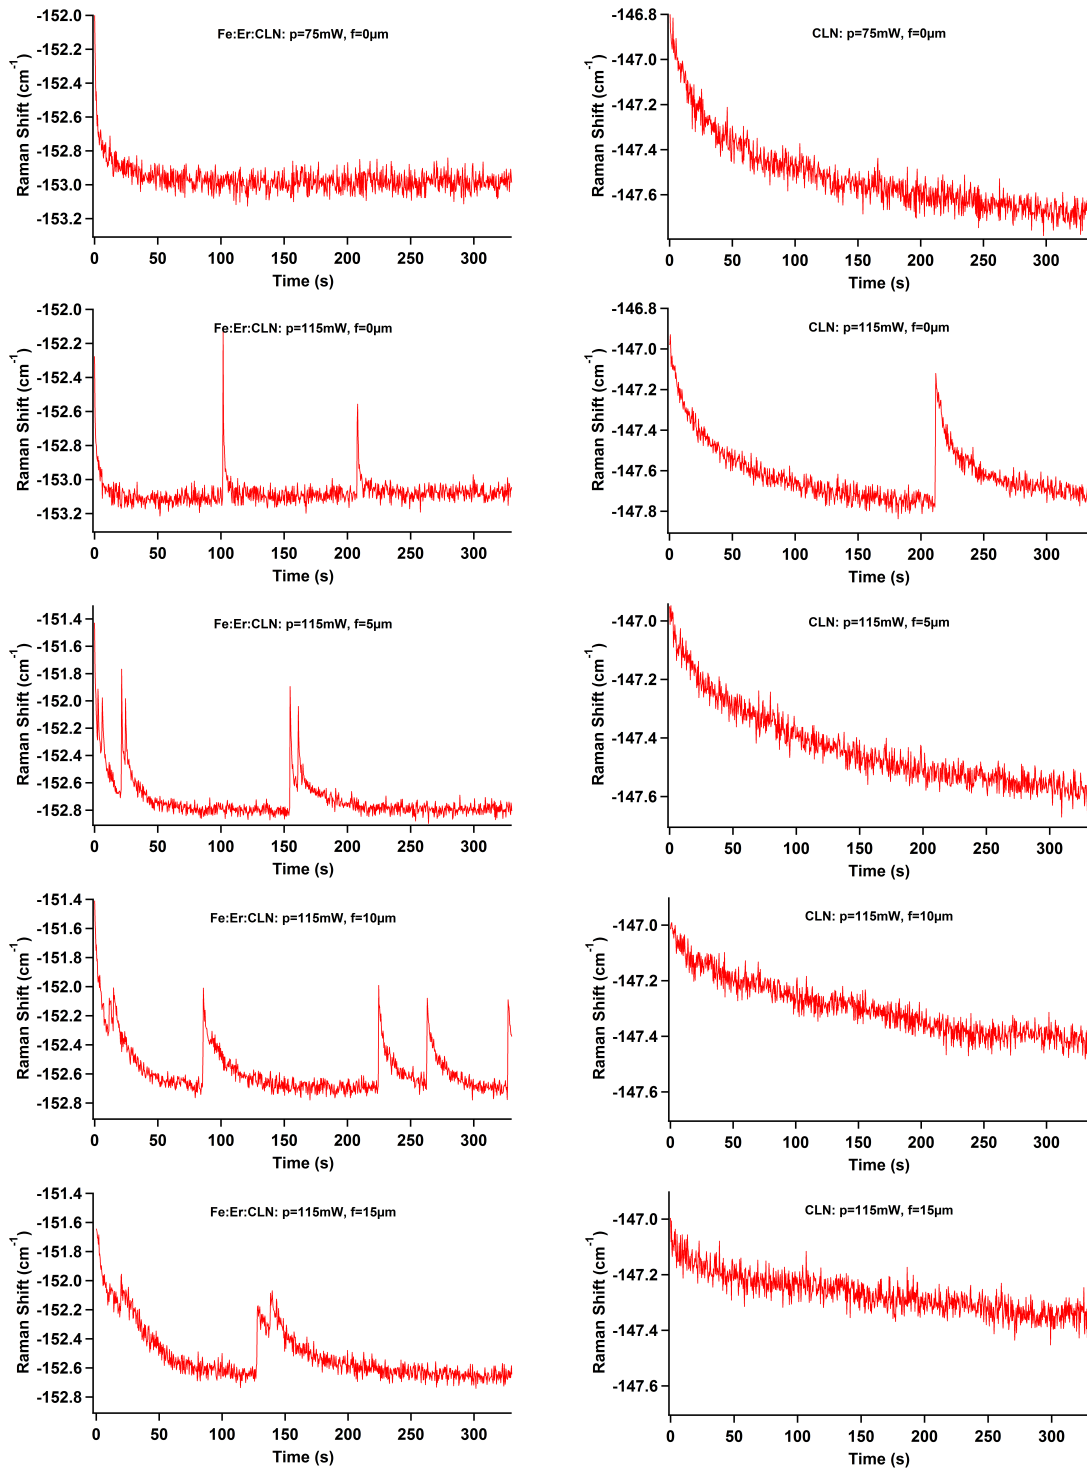 Fe:Er:CLN: p=75mW, f=0µm
Raman Shift (cm-1)
-152.0
-152.2
-152.4
-152.6
-152.8
-153.0
-153.2
0 50 100 150 200 250 300
Time (s)
CLN: p=75mW, f=0µm
Raman Shift (cm-1)
-146.8
-147.0
-147.2
-147.4
-147.6
0 50 100 150 200 250 300
Time (s)
Fe:Er:CLN: p=115mW, f=0µm
Raman Shift (cm-1)
-152.0
-152.2
-152.4
-152.6
-152.8
-153.0
-153.2
0 50 100 150 200 250 300
Time (s)
CLN: p=115mW, f=0µm
Raman Shift (cm-1)
-146.8
-147.0
-147.2
-147.4
-147.6
-147.8
0 50 100 150 200 250 300
Time (s)
Fe:Er:CLN: p=115mW, f=5µm
Raman Shift (cm-1)
-151.4
-151.6
-151.8
-152.0
-152.2
-152.4
-152.6
-152.8
0 50 100 150 200 250 300
Time (s)
CLN: p=115mW, f=5µm
Raman Shift (cm-1)
-147.0
-147.2
-147.4
-147.6
0 50 100 150 200 250 300
Time (s)
Fe:Er:CLN: p=115mW, f=10µm
Raman Shift (cm-1)
-151.4
-151.6
-151.8
-152.0
-152.2
-152.4
-152.6
-152.8
0 50 100 150 200 250 300
Time (s)
CLN: p=115mW, f=10µm
Raman Shift (cm-1)
-147.0
-147.2
-147.4
-147.6
0 50 100 150 200 250 300
Time (s)
Fe:Er:CLN: p=115mW, f=15µm
Raman Shift (cm-1)
-151.4
-151.6
-151.8
-152.0
-152.2
-152.4
-152.6
-152.8
0 50 100 150 200 250 300
Time (s)
CLN: p=115mW, f=15µm
Raman Shift (cm-1)
-147.0
-147.2
-147.4
-147.6
0 50 100 150 200 250 300
Time (s)